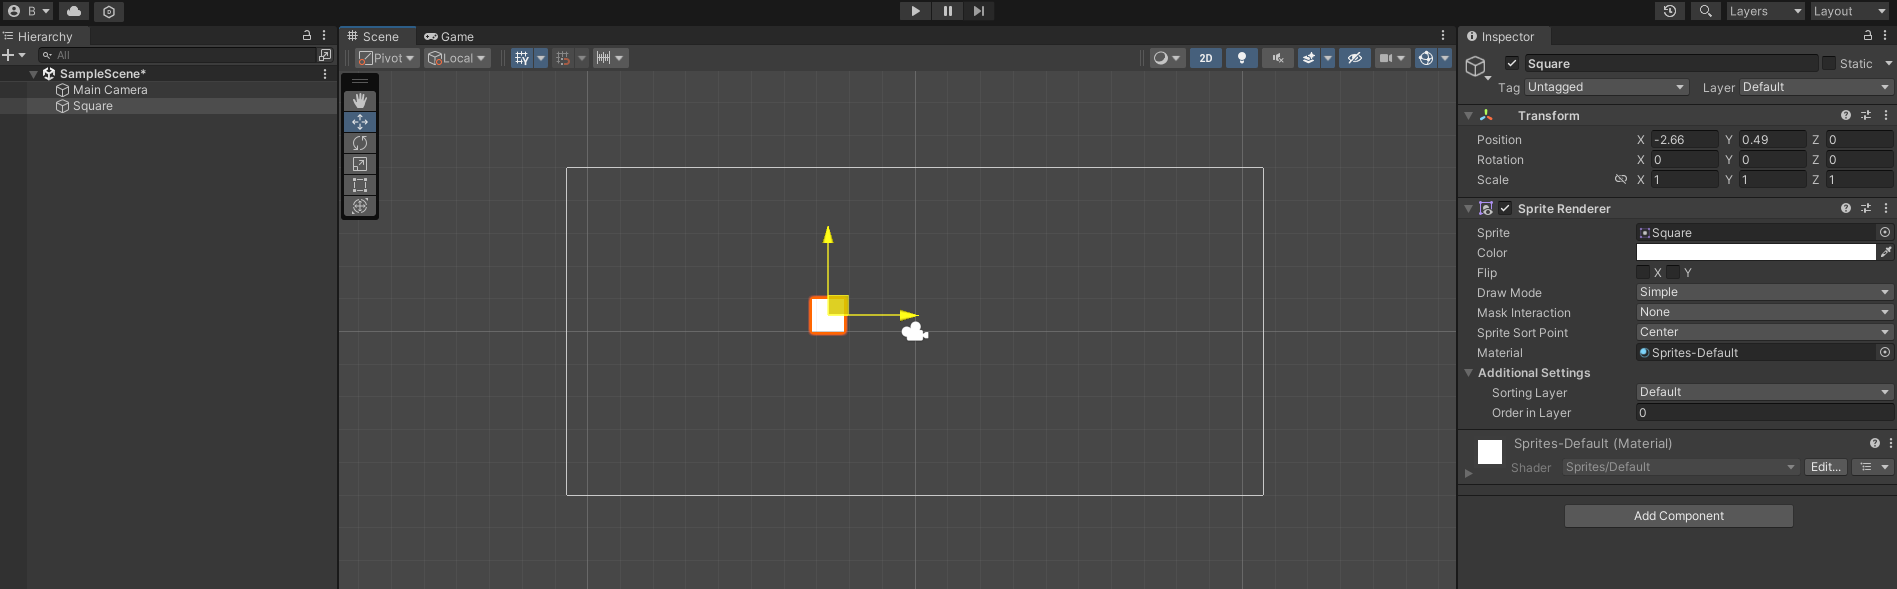 B
Layers
Layout
Hierarchy
All
SampleScene*
Main Camera
Square
Scene
Game
Pivot
Local
2D
Inspector
Square
Static
Tag Untagged
Layer Default
Transform
Position X -2.66 Y 0.49 Z 0
Rotation X 0 Y 0 Z 0
Scale X 1 Y 1 Z 1
Sprite Renderer
Sprite Square
Color
Flip X Y
Draw Mode Simple
Mask Interaction None
Sprite Sort Point Center
Material Sprites-Default
Additional Settings
Sorting Layer Default
Order in Layer 0
Sprites-Default (Material)
Shader Sprites/Default Edit...
Add Component